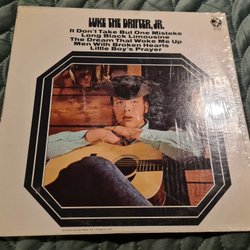 LUKE THE DRIFTER, JR.
It Don't Take But One Mistake
Long Black Limousine
The Dream That Woke Me Up
Men With Broken Hearts
Little Boy's Prayer